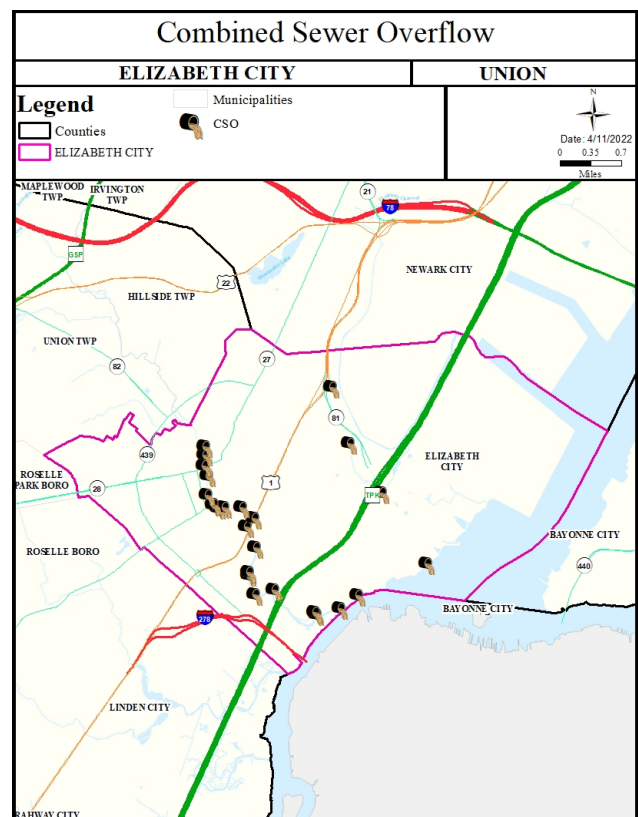 Combined Sewer Overflow
ELIZABETH CITY
UNION
Legend
Counties
ELIZABETH CITY
Municipalities
CSO
N
Date: 4/11/2022
0 0.35 0.7
Miles
MAPLEWOOD
TWP
IRVINGTON
TWP
21
78
GSP
NEWARK CITY
22
HILLSIDE TWP
UNION TWP
27
82
81
439
ELIZABETH
CITY
ROSELLE
PARK BORO
28
1
TPK
BAYONNE CITY
ROSELLE BORO
440
BAYONNE CITY
278
LINDEN CITY
RAHWAY CITY